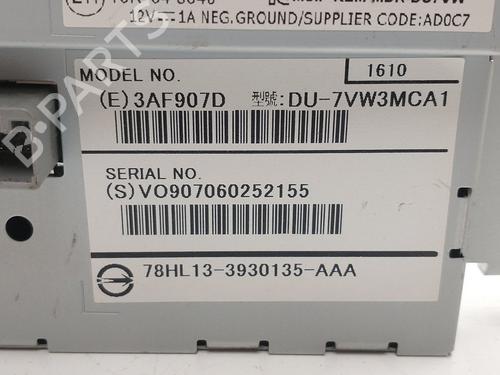 12V⎓1A NEG.GROUND/SUPPLIER CODE:AD0C7
1610
MODEL NO.
(E)3AF907D 型號:DU-7VW3MCA1
SERIAL NO.
(S)VO907060252155
78HL13-3930135-AAA
B-PARTS